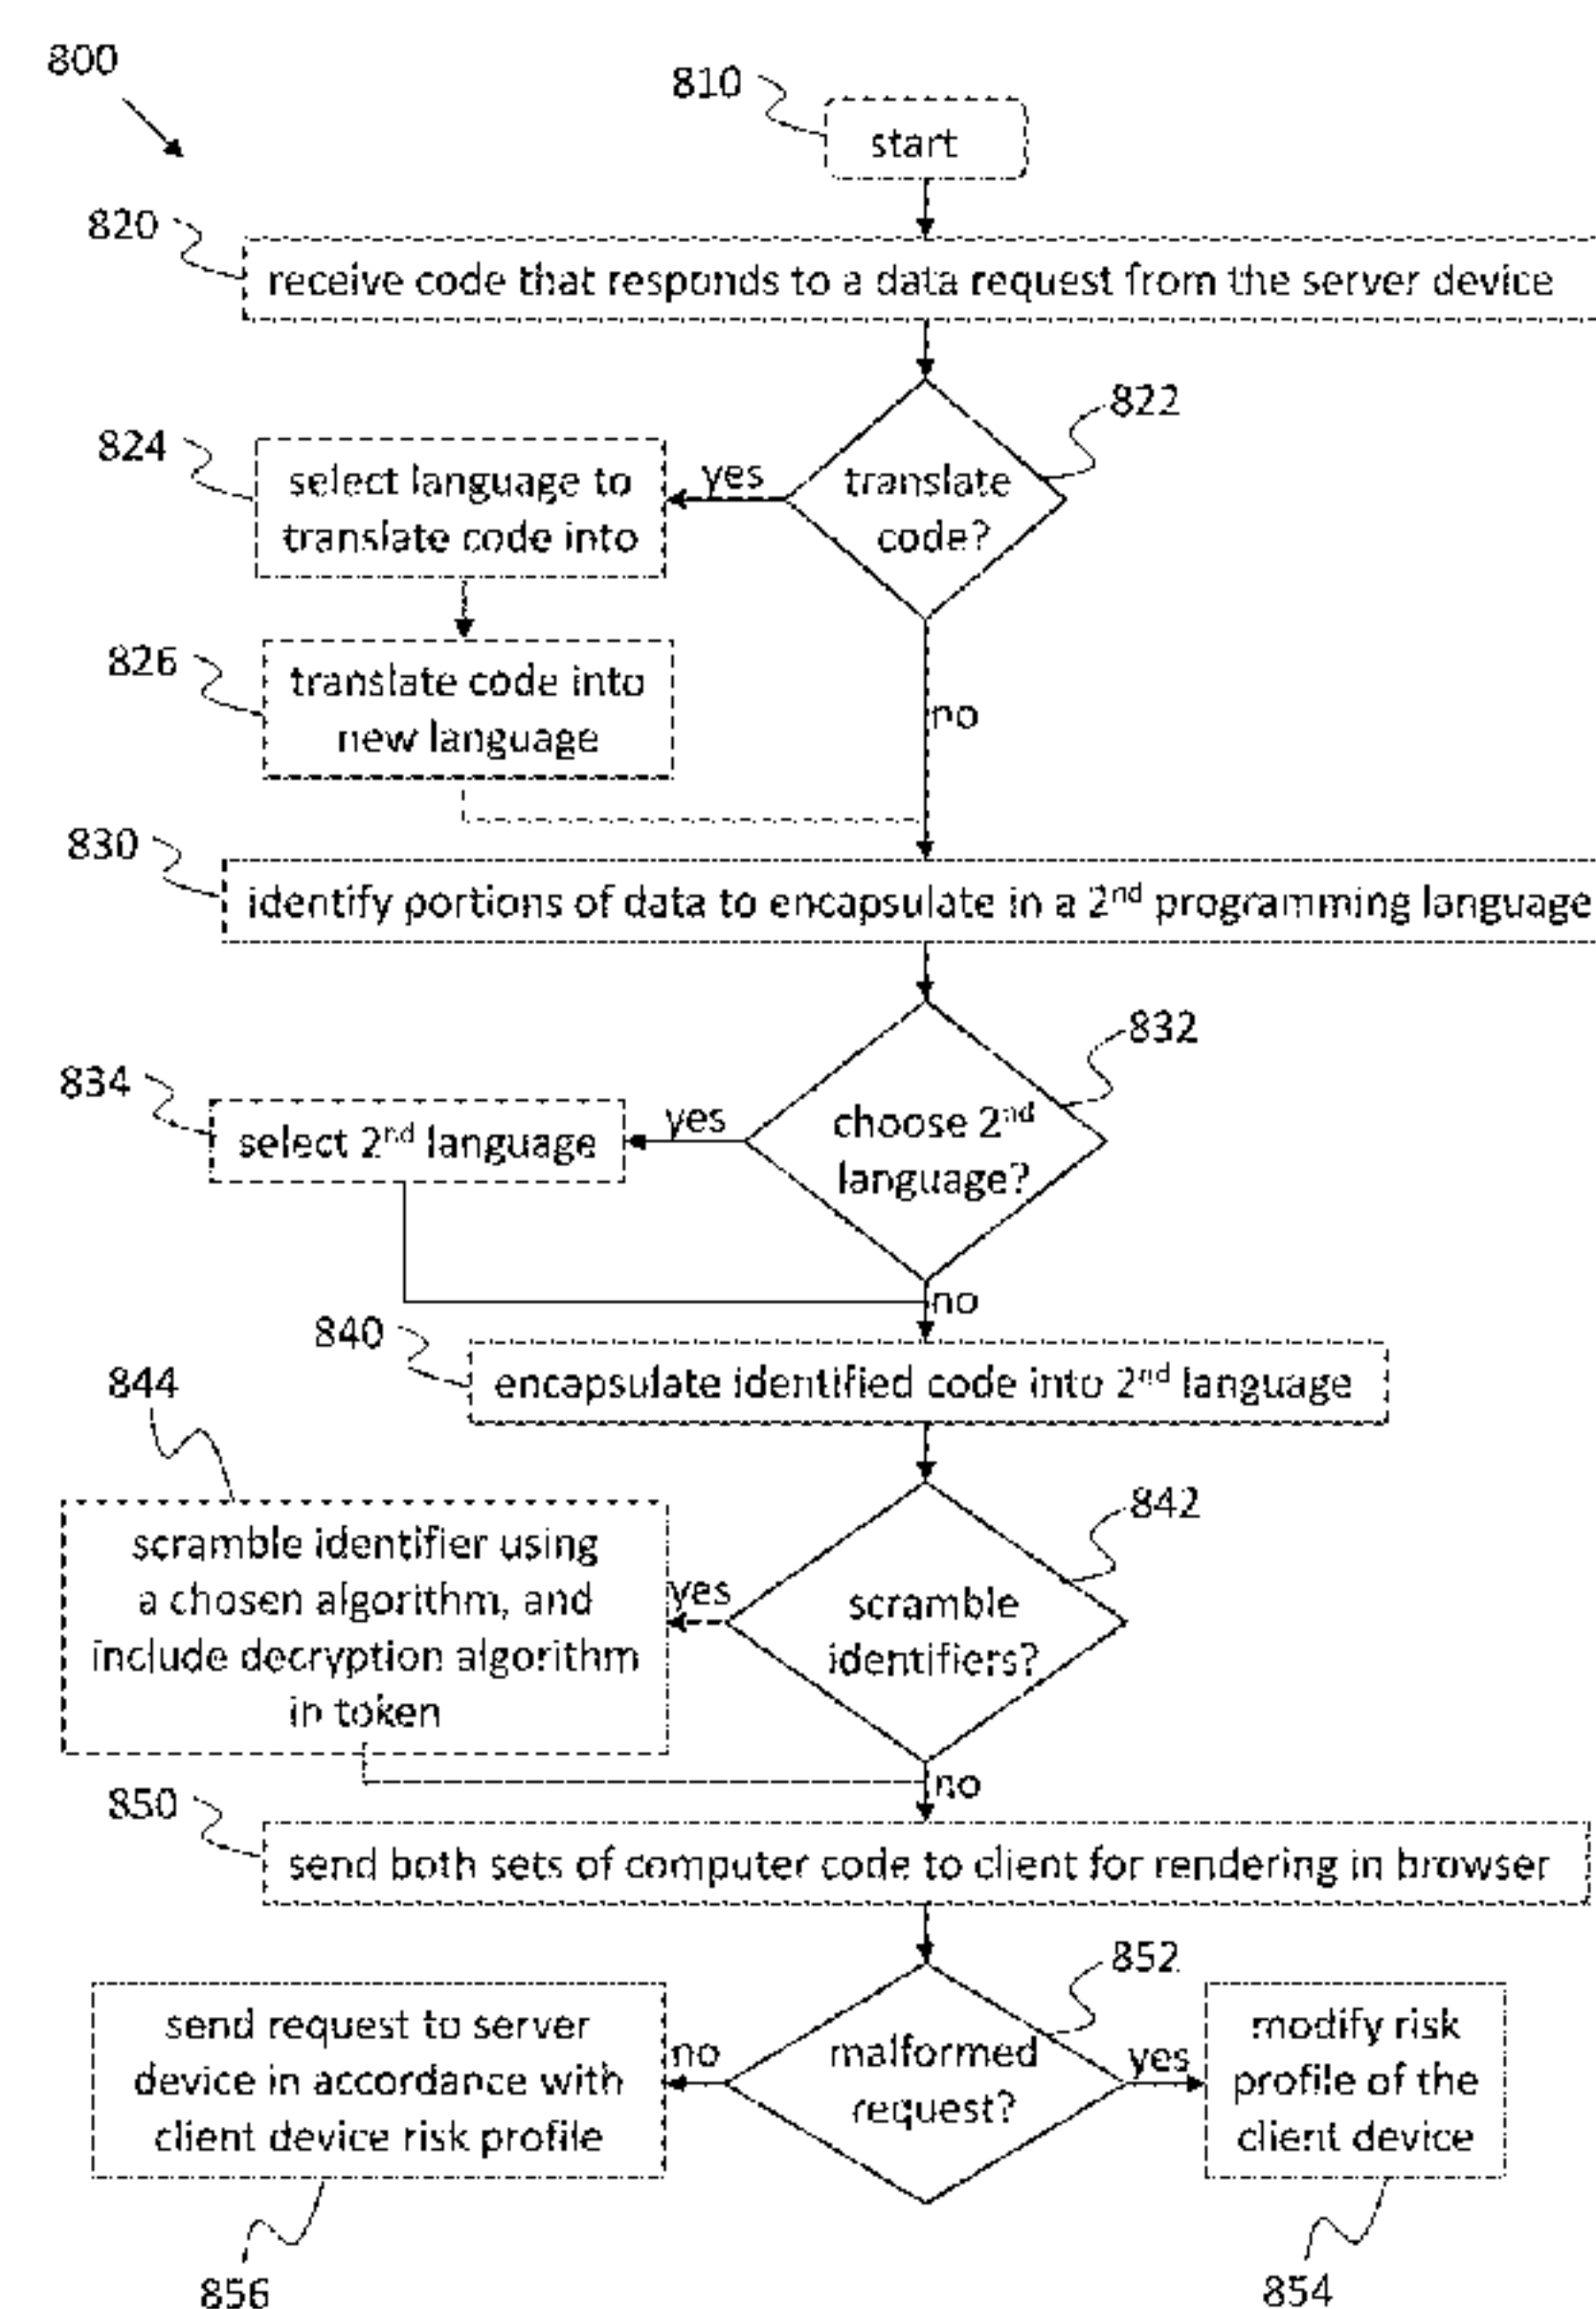 800
810
start
820
receive code that responds to a data request from the server device
822
824
select language to
translate code into
yes
translate
code?
826
translate code into
new language
no
830
identify portions of data to encapsulate in a 2nd programming language
832
834
select 2nd language
yes
choose 2nd
language?
no
840
encapsulate identified code into 2nd language
844
842
scramble identifier using
a chosen algorithm, and
include decryption algorithm
in token
yes
scramble
identifiers?
no
850
send both sets of computer code to client for rendering in browser
852
send request to server
device in accordance with
client device risk profile
no
malformed
request?
yes
modify risk
profile of the
client device
856
854